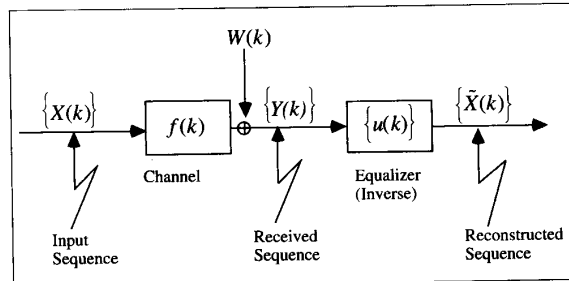 W(k)
{X(k)}
f(k)
{Y(k)}
{u(k)}
{X̃(k)}
Channel
Equalizer
(Inverse)
Input
Sequence
Received
Sequence
Reconstructed
Sequence